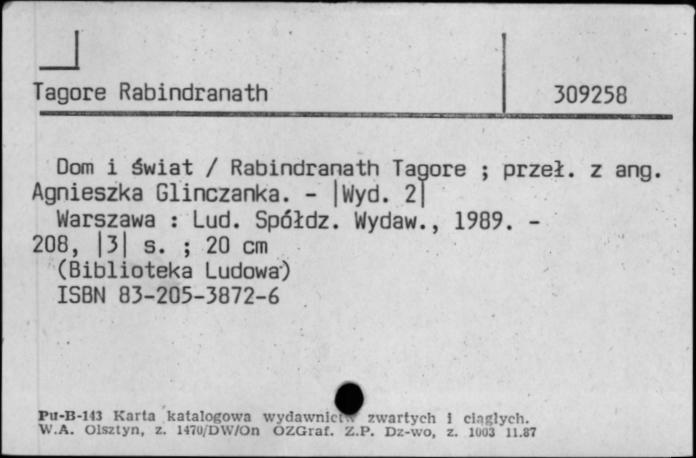 Tagore Rabindranath 309258
Dom i świat / Rabindranath Tagore ; przeł. z ang.
Agnieszka Glinczanka. - |Wyd. 2|
Warszawa : Lud. Spółdz. Wydaw., 1989. -
208, |3| s. ; 20 cm
(Biblioteka Ludowa)
ISBN 83-205-3872-6
Pu-B-143 Karta katalogowa wydawnictw zwartych i ciągłych.
W.A. Olsztyn, z. 1470/DW/On OZGraf. Z.P. Dz-wo, z. 1003 11.87